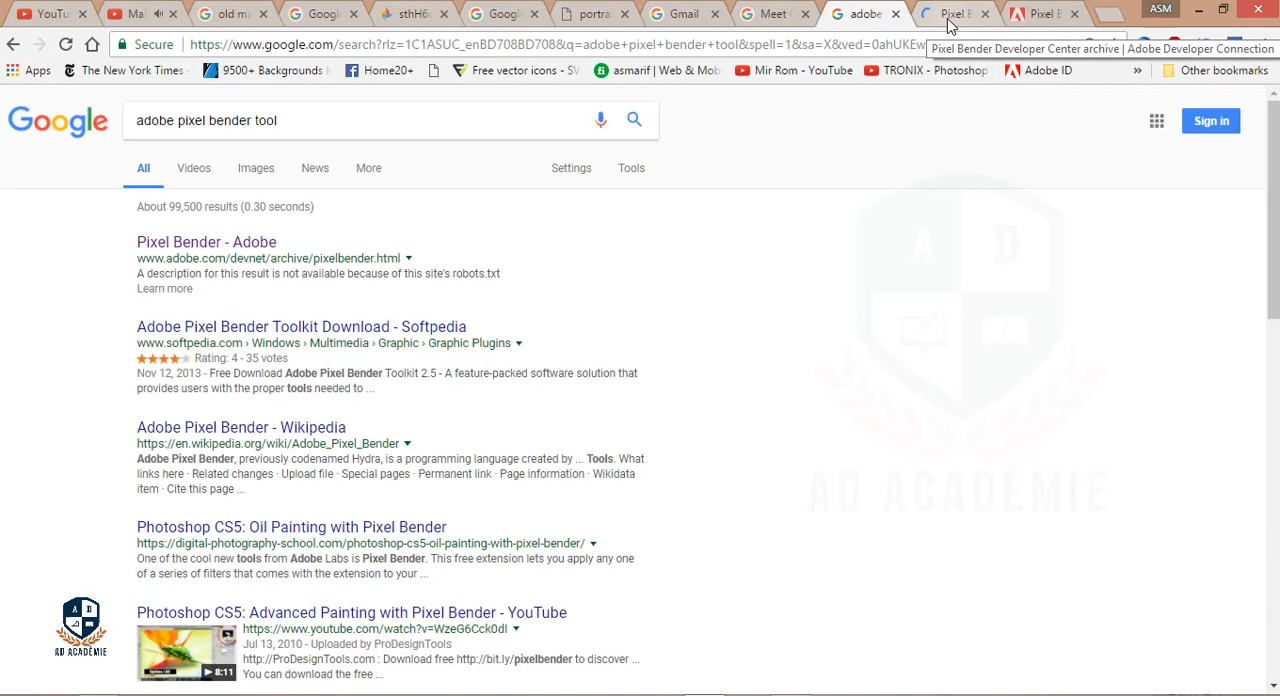 YouTu
Mai
old ma
Google
sthH6c
Google
portra
Gmail
Meet G
adobe
Pixel B
Pixel B
ASM
Secure
https://www.google.com/search?rlz=1C1ASUC_enBD708BD708&q=adobe+pixel+bender+tool&spell=1&sa=X&ved=0ahUKEw
Pixel Bender Developer Center archive | Adobe Developer Connection
Apps
The New York Times
9500+ Backgrounds
Home20+
Free vector icons - SV
asmarif | Web & Mob
Mir Rom - YouTube
TRONIX - Photoshop
Adobe ID
»
Other bookmarks
Google
adobe pixel bender tool
Sign in
All Videos Images News More Settings Tools
About 99,500 results (0.30 seconds)
Pixel Bender - Adobe
www.adobe.com/devnet/archive/pixelbender.html
A description for this result is not available because of this site's robots.txt
Learn more
Adobe Pixel Bender Toolkit Download - Softpedia
www.softpedia.com › Windows › Multimedia › Graphic › Graphic Plugins
Rating: 4 - 35 votes
Nov 12, 2013 - Free Download Adobe Pixel Bender Toolkit 2.5 - A feature-packed software solution that
provides users with the proper tools needed to ...
Adobe Pixel Bender - Wikipedia
https://en.wikipedia.org/wiki/Adobe_Pixel_Bender
Adobe Pixel Bender, previously codenamed Hydra, is a programming language created by ... Tools. What
links here · Related changes · Upload file · Special pages · Permanent link · Page information · Wikidata
item · Cite this page ...
Photoshop CS5: Oil Painting with Pixel Bender
https://digital-photography-school.com/photoshop-cs5-oil-painting-with-pixel-bender/
One of the cool new tools from Adobe Labs is Pixel Bender. This free extension lets you apply any one
of a series of filters that comes with the extension to your ...
Photoshop CS5: Advanced Painting with Pixel Bender - YouTube
https://www.youtube.com/watch?v=WzeG6Cck0dI
Jul 13, 2010 - Uploaded by ProDesignTools
http://ProDesignTools.com : Download free http://bit.ly/pixelbender to discover ...
You can download the free ...
8:11
A D
AD ACADÉMIE
A D
AD ACADÉMIE